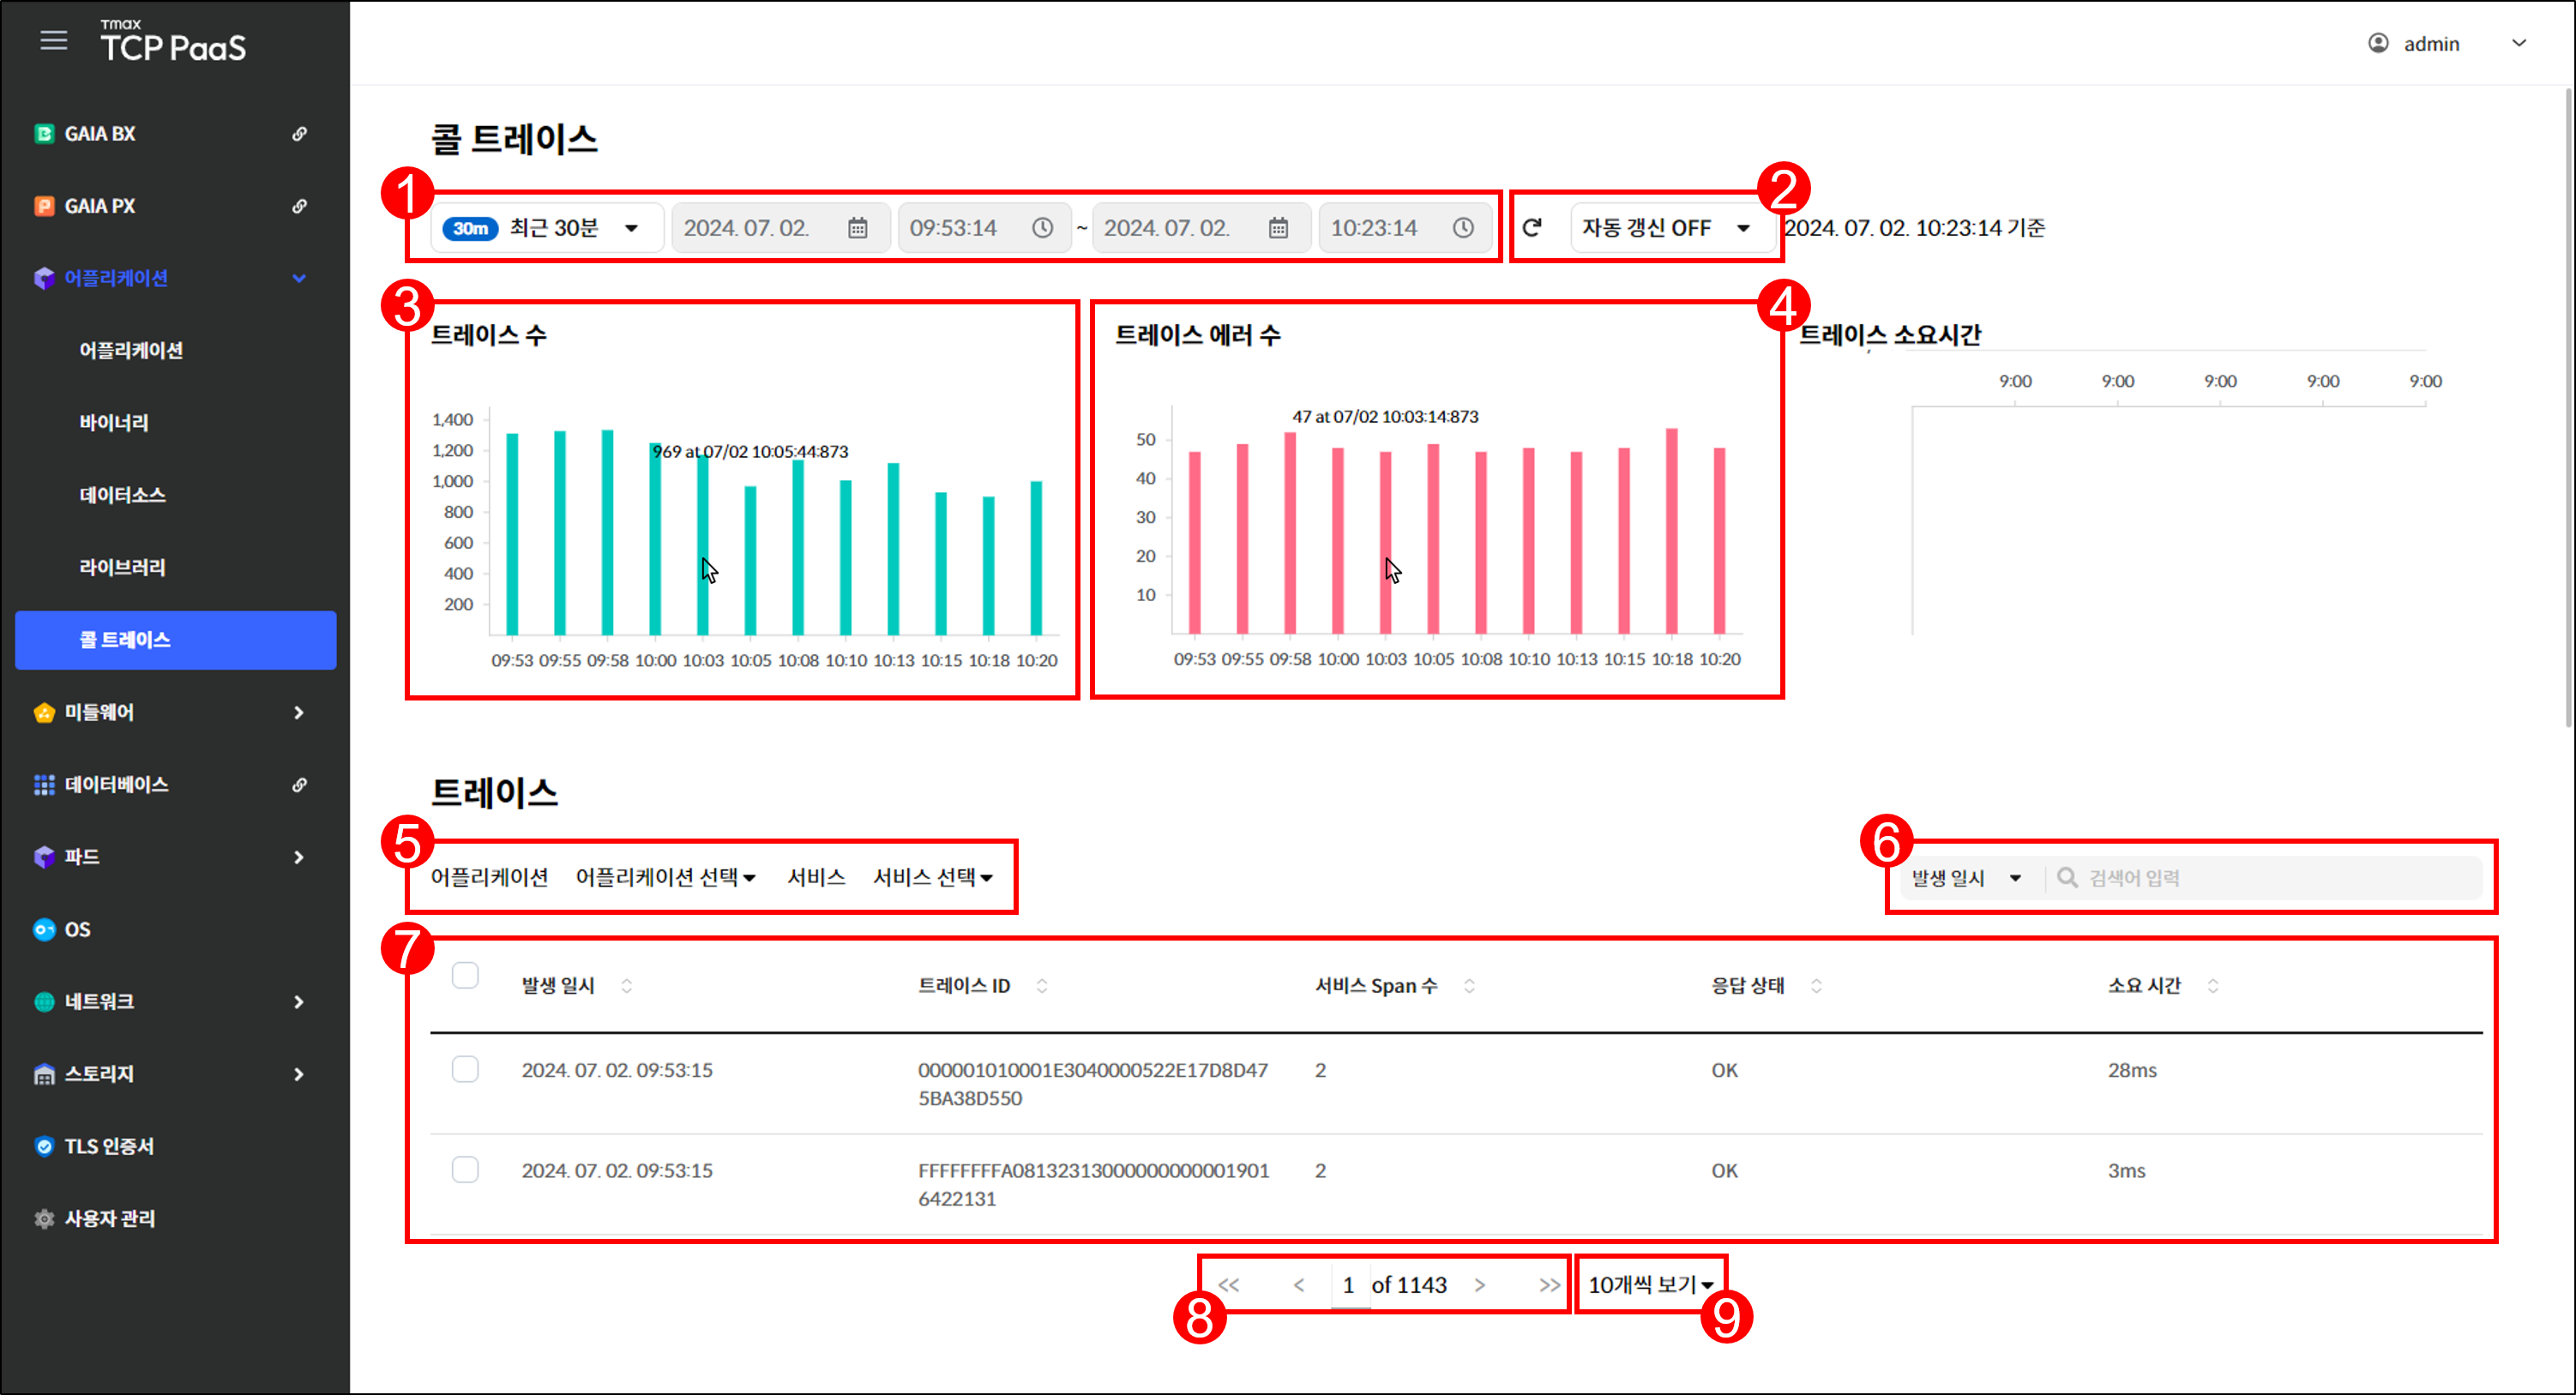 Tmax
TCP PaaS
admin
GAIA BX
GAIA PX
어플리케이션
어플리케이션
바이너리
데이터소스
라이브러리
콜 트레이스
미들웨어
데이터베이스
파드
OS
네트워크
스토리지
TLS 인증서
사용자 관리
콜 트레이스
1
30m 최근 30분 2024. 07. 02. 09:53:14 ~ 2024. 07. 02. 10:23:14
2
자동 갱신 OFF 2024. 07. 02. 10:23:14 기준
3
트레이스 수
1,400
1,200
1,000
800
600
400
200
969 at 07/02 10:05:44:873
09:53 09:55 09:58 10:00 10:03 10:05 10:08 10:10 10:13 10:15 10:18 10:20
4
트레이스 에러 수
47 at 07/02 10:03:14:873
50
40
30
20
10
09:53 09:55 09:58 10:00 10:03 10:05 10:08 10:10 10:13 10:15 10:18 10:20
트레이스 소요시간
9:00 9:00 9:00 9:00 9:00
트레이스
5
어플리케이션 어플리케이션 선택 서비스 서비스 선택
6
발생 일시 검색어 입력
7
발생 일시 트레이스 ID 서비스 Span 수 응답 상태 소요 시간
2024. 07. 02. 09:53:15 000001010001E3040000522E17D8D47 2 OK 28ms
5BA38D550
2024. 07. 02. 09:53:15 FFFFFFFFA08132313000000000001901 2 OK 3ms
6422131
8
<< < 1 of 1143 > >>
10개씩 보기
9